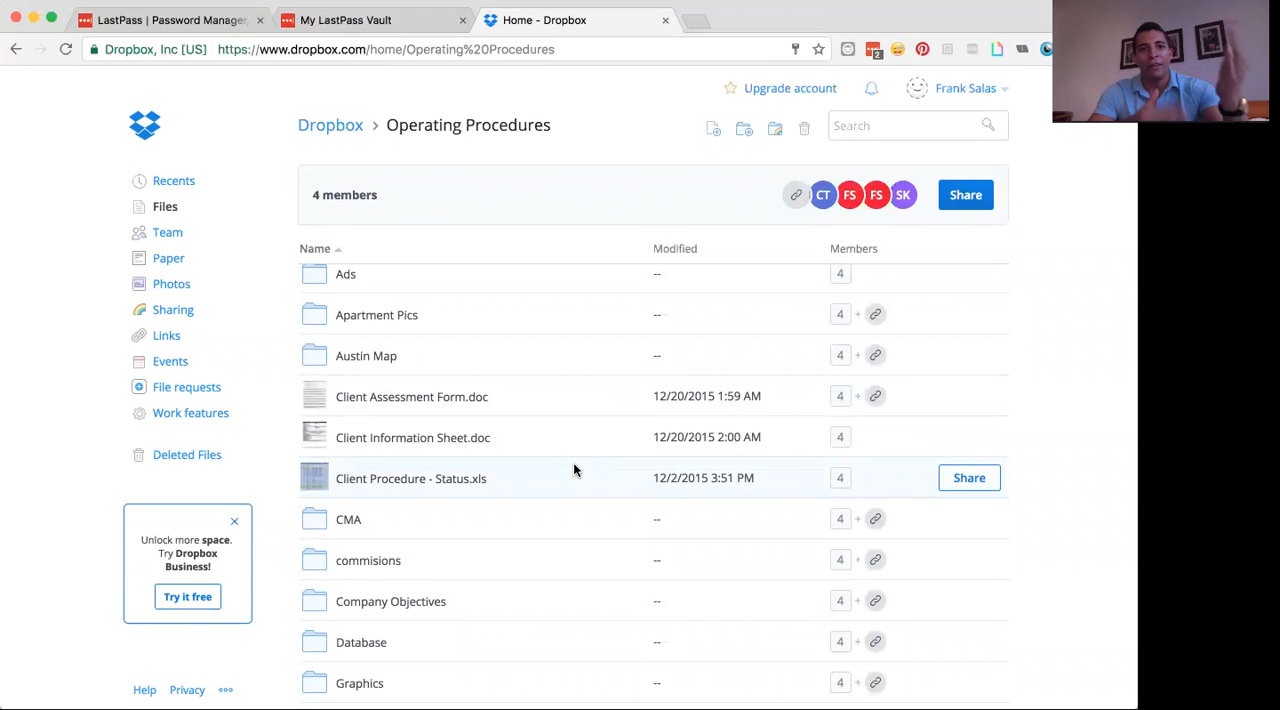 LastPass | Password Manager,
My LastPass Vault
Home - Dropbox
Dropbox, Inc [US] https://www.dropbox.com/home/Operating%20Procedures
2
Upgrade account
Frank Salas
Dropbox > Operating Procedures
Search
4 members
CT FS FS SK
Share
Recents
Files
Team
Paper
Photos
Sharing
Links
Events
File requests
Work features
Deleted Files
Unlock more space.
Try Dropbox
Business!
Try it free
Help Privacy
Name Modified Members
Ads -- 4
Apartment Pics -- 4 +
Austin Map -- 4 +
Client Assessment Form.doc 12/20/2015 1:59 AM 4 +
Client Information Sheet.doc 12/20/2015 2:00 AM 4
Client Procedure - Status.xls 12/2/2015 3:51 PM 4 Share
CMA -- 4 +
commisions -- 4 +
Company Objectives -- 4 +
Database -- 4 +
Graphics -- 4 +